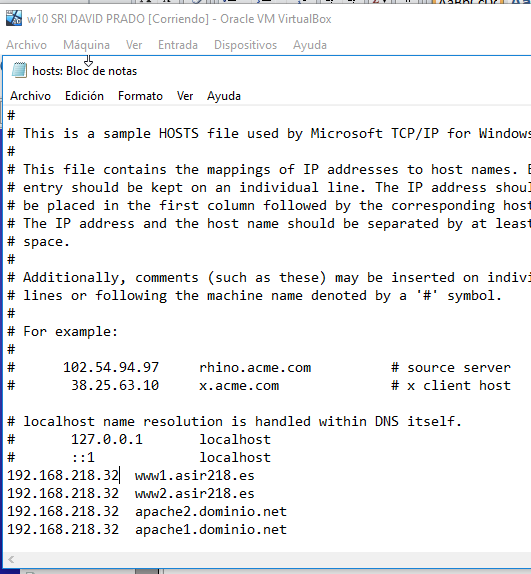 w10 SRI DAVID PRADO [Corriendo] - Oracle VM VirtualBox
Archivo Máquina Ver Entrada Dispositivos Ayuda
hosts: Bloc de notas
Archivo Edición Formato Ver Ayuda
#
# This is a sample HOSTS file used by Microsoft TCP/IP for Windows
#
# This file contains the mappings of IP addresses to host names. E
# entry should be kept on an individual line. The IP address shou
# be placed in the first column followed by the corresponding host
# The IP address and the host name should be separated by at least
# space.
#
# Additionally, comments (such as these) may be inserted on indivi
# lines or following the machine name denoted by a '#' symbol.
#
# For example:
#
# 102.54.94.97 rhino.acme.com # source server
# 38.25.63.10 x.acme.com # x client host
# localhost name resolution is handled within DNS itself.
# 127.0.0.1 localhost
# ::1 localhost
192.168.218.32 www1.asir218.es
192.168.218.32 www2.asir218.es
192.168.218.32 apache2.dominio.net
192.168.218.32 apache1.dominio.net